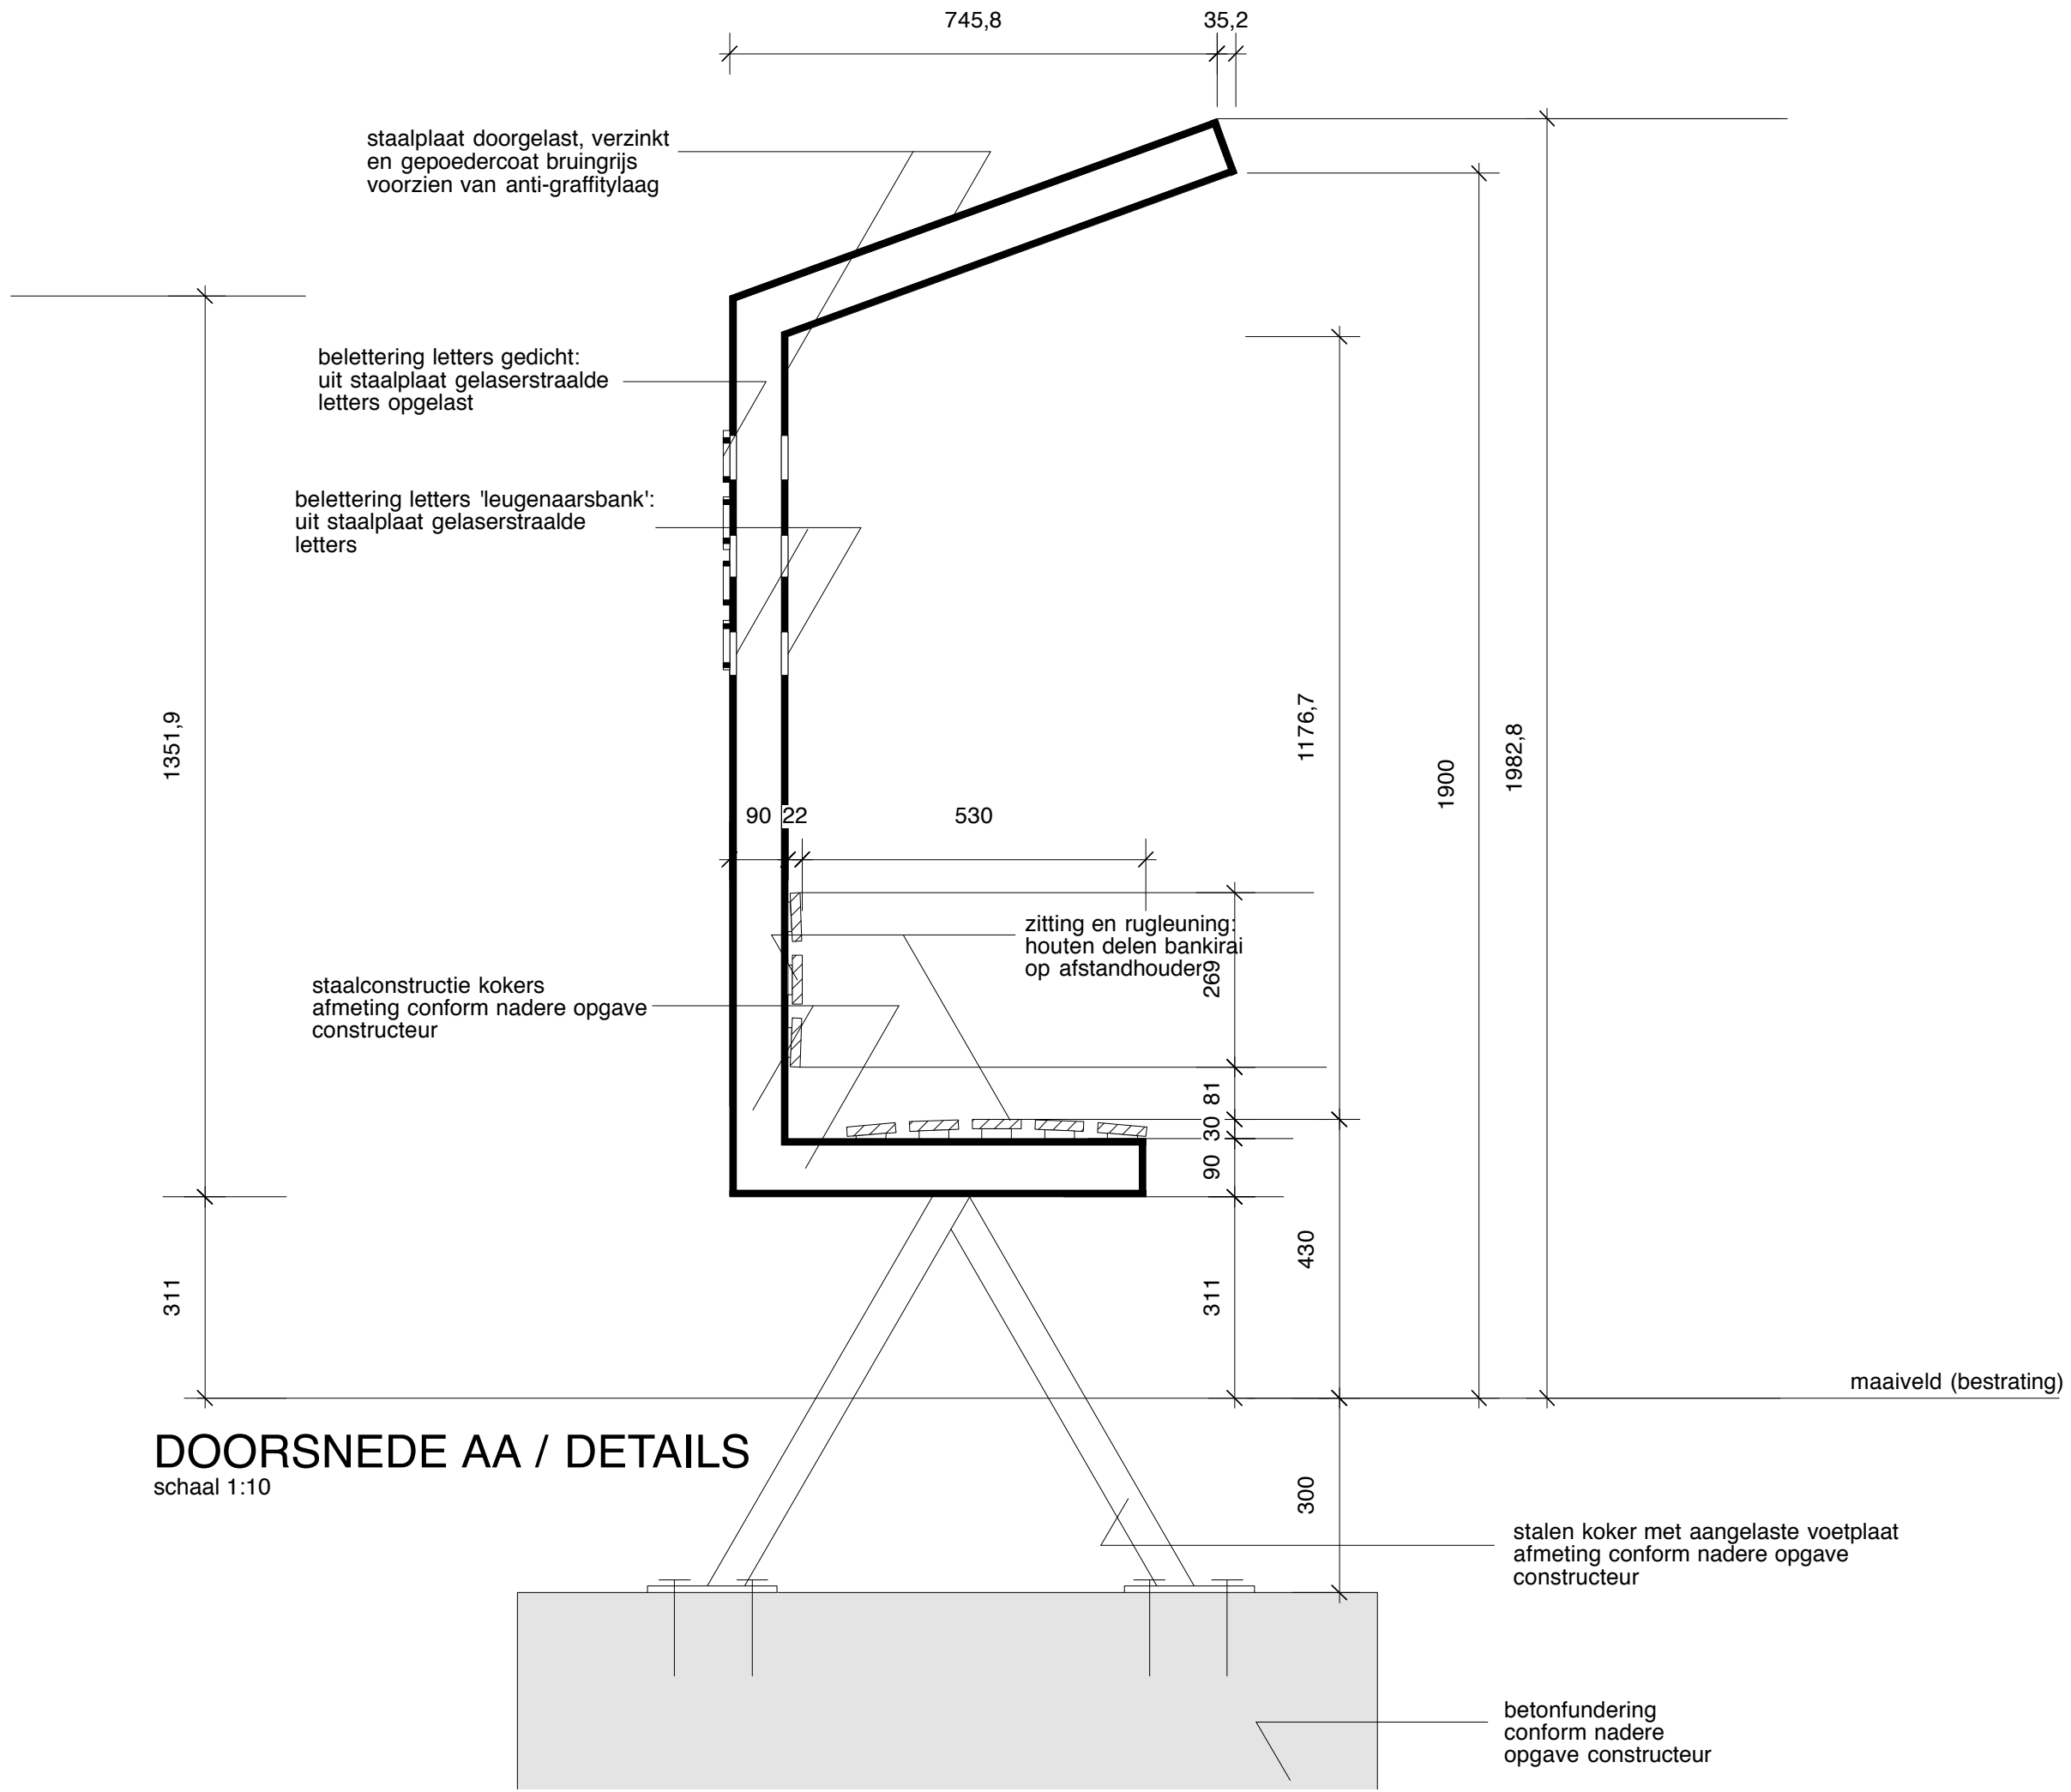 745,8
35,2
staalplaat doorgelast, verzinkt
en gepoedercoat bruingrijs
voorzien van anti-graffitylaag
belettering letters gedicht:
uit staalplaat gelaserstraalde
letters opgelast
belettering letters 'leugenaarsbank':
uit staalplaat gelaserstraalde
letters
1351,9
1176,7
1982,8
1900
90
22
530
zitting en rugleuning:
houten delen bankirai
op afstandhouder
269
staalconstructie kokers
afmeting conform nadere opgave
constructeur
81
30
90
430
311
311
maaiveld (bestrating)
DOORSNEDE AA / DETAILS
schaal 1:10
300
stalen koker met aangelaste voetplaat
afmeting conform nadere opgave
constructeur
betonfundering
conform nadere
opgave constructeur